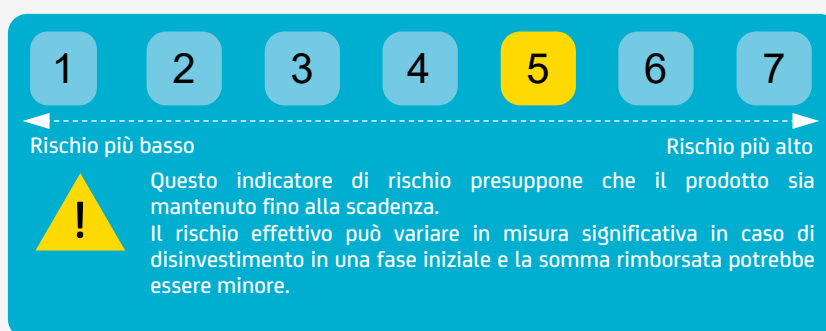 1 2 3 4 5 6 7
Rischio più basso Rischio più alto
!
Questo indicatore di rischio presuppone che il prodotto sia
mantenuto fino alla scadenza.
Il rischio effettivo può variare in misura significativa in caso di
disinvestimento in una fase iniziale e la somma rimborsata potrebbe
essere minore.